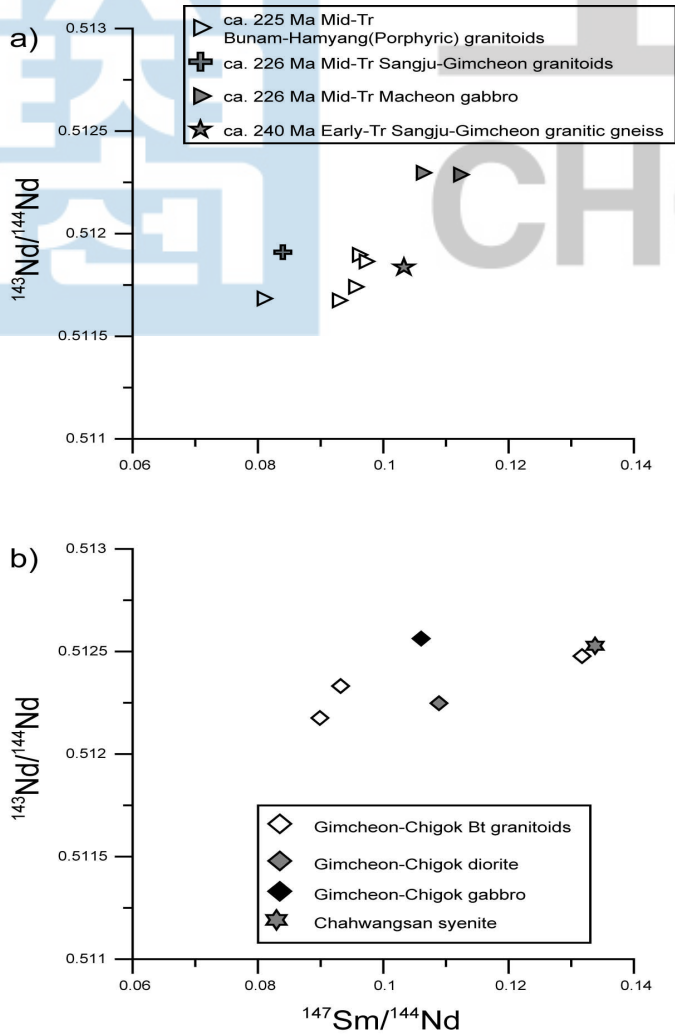 a)
ca. 225 Ma Mid-Tr
Bunam-Hamyang(Porphyric) granitoids
ca. 226 Ma Mid-Tr Sangju-Gimcheon granitoids
ca. 226 Ma Mid-Tr Macheon gabbro
ca. 240 Ma Early-Tr Sangju-Gimcheon granitic gneiss
0.513
0.5125
0.512
0.5115
0.511
¹⁴³Nd/¹⁴⁴Nd
CH
0.06 0.08 0.1 0.12 0.14
b)
0.513
0.5125
0.512
0.5115
0.511
¹⁴³Nd/¹⁴⁴Nd
Gimcheon-Chigok Bt granitoids
Gimcheon-Chigok diorite
Gimcheon-Chigok gabbro
Chahwangsan syenite
0.06 0.08 0.1 0.12 0.14
¹⁴⁷Sm/¹⁴⁴Nd